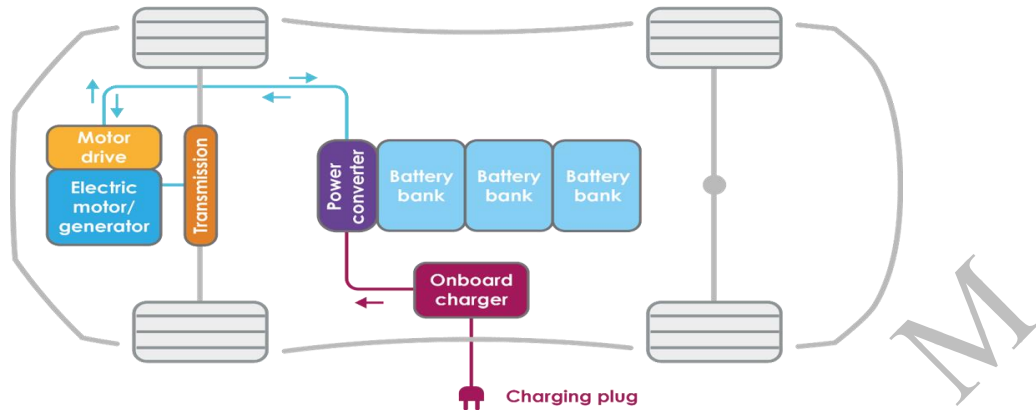 Motor
drive
Electric
motor/
generator
Transmission
Power
converter
Battery
bank
Battery
bank
Battery
bank
Onboard
charger
Charging plug
M